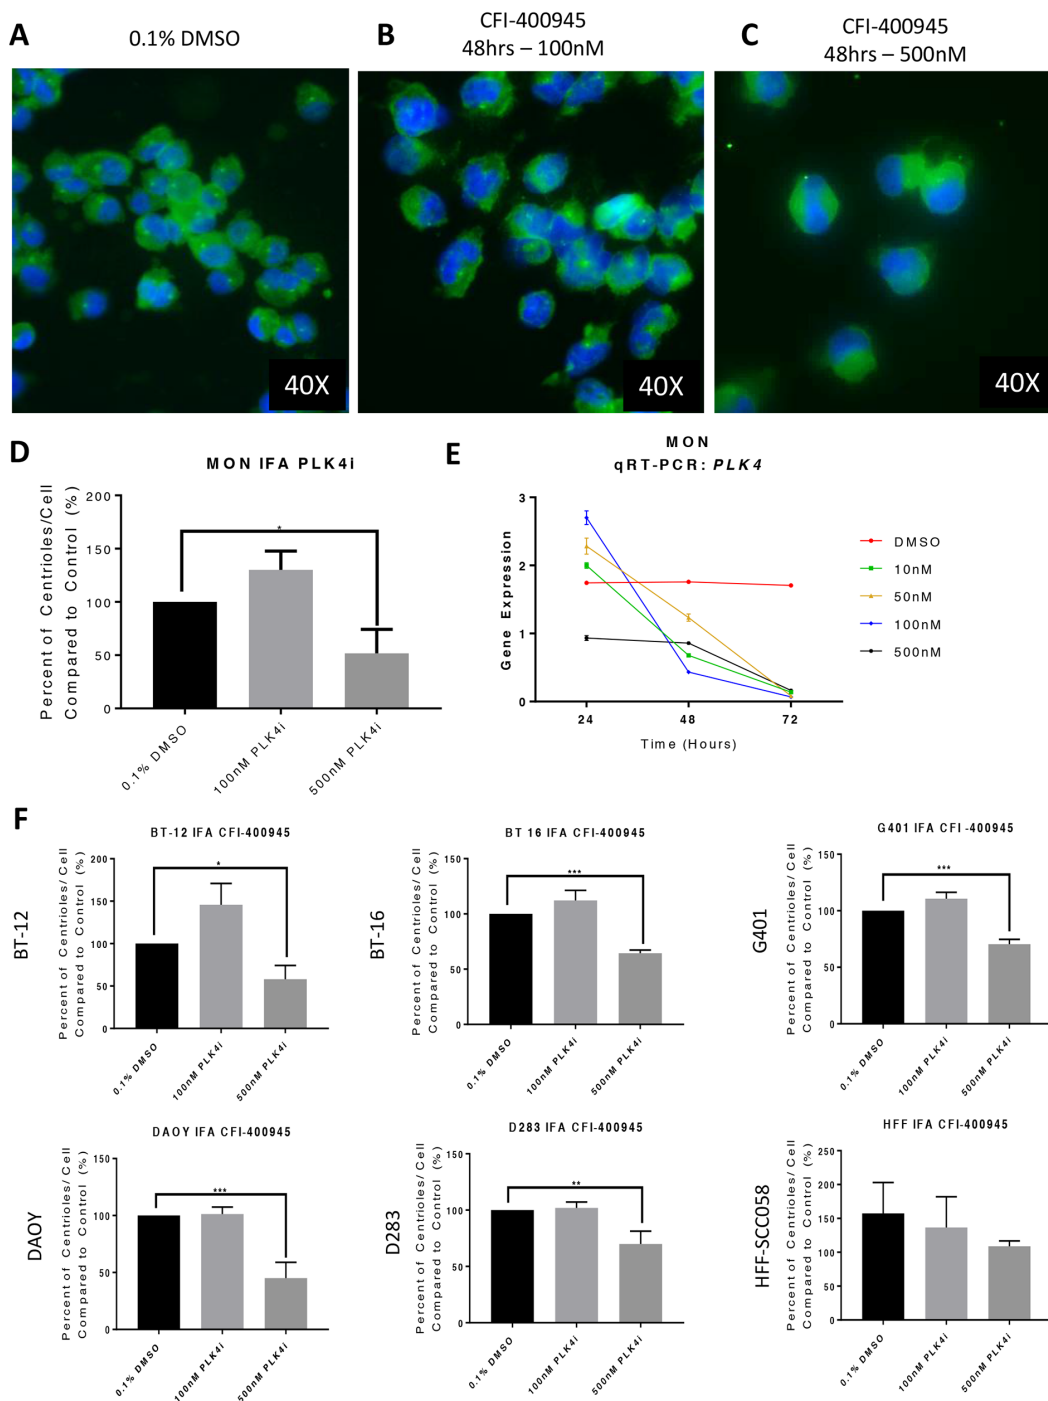 A
0.1% DMSO
B
CFI-400945
48hrs – 100nM
C
CFI-400945
48hrs – 500nM
40X
40X
40X
D
MON IFA PLK4i
Percent of Centrioles/Cell
Compared to Control (%)
200
150
100
50
0
*
0.1% DMSO
100nM PLK4i
500nM PLK4i
E
MON
qRT-PCR: PLK4
Gene Expression
3
2
1
0
24
48
72
Time (Hours)
DMSO
10nM
50nM
100nM
500nM
F
BT-12
BT-12 IFA CFI-400945
Percent of Centrioles/ Cell
Compared to Control (%)
200
150
100
50
0
*
0.1% DMSO
100nM PLK4i
500nM PLK4i
BT-16
BT 16 IFA CFI-400945
Percent of Centrioles/ Cell
Compared to Control (%)
150
100
50
0
***
0.1% DMSO
100nM PLK4i
500nM PLK4i
G401
G401 IFA CFI -400945
Percent of Centrioles/ Cell
Compared to Control (%)
150
100
50
0
***
0.1% DMSO
100nM PLK4i
500nM PLK4i
DAOY
DAOY IFA CFI-400945
Percent of Centrioles/ Cell
Compared to Control (%)
150
100
50
0
***
0.1% DMSO
100nM PLK4i
500nM PLK4i
D283
D283 IFA CFI-400945
Percent of Centrioles/ Cell
Compared to Control (%)
150
100
50
0
**
0.1% DMSO
100nM PLK4i
500nM PLK4i
HFF-SCC058
HFF IFA CFI-400945
Percent of Centrioles/ Cell
Compared to Control (%)
250
200
150
100
50
0
0.1% DMSO
100nM PLK4i
500nM PLK4i